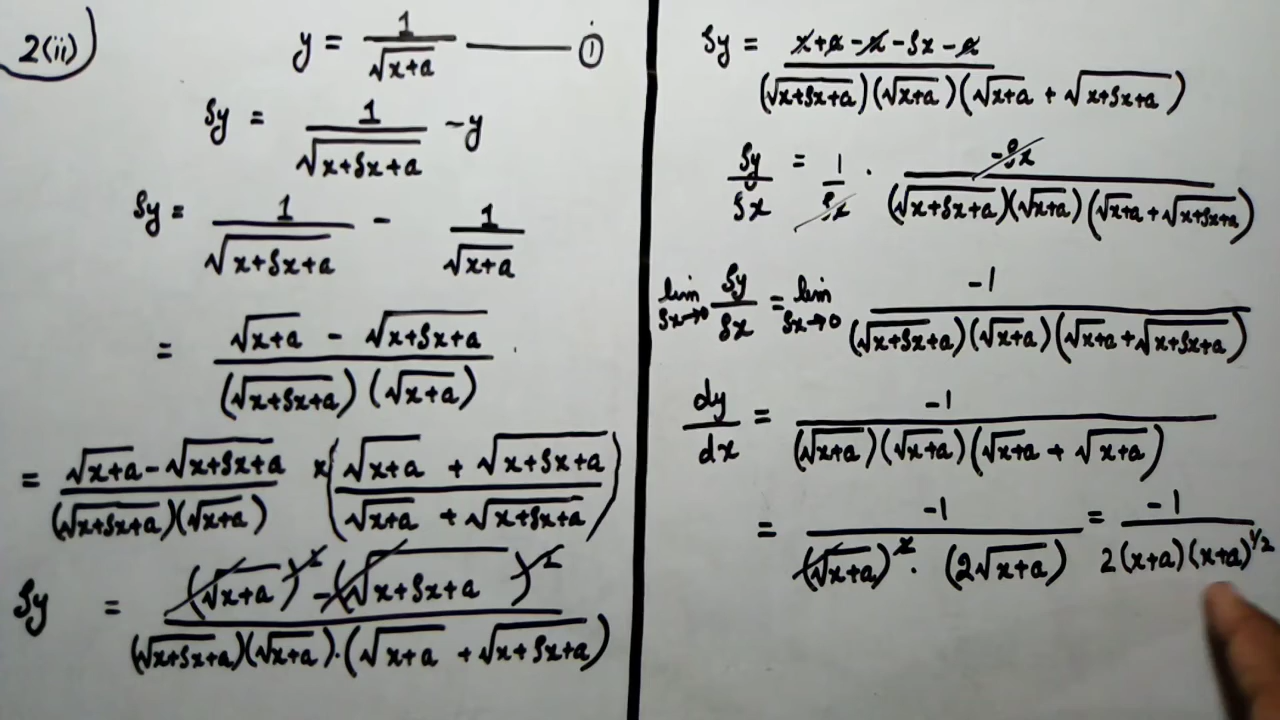 2(ii)
y = 1/√(x+a) ——— ①
δy = 1/√(x+δx+a) - y
δy = 1/√(x+δx+a) - 1/√(x+a)
= (√(x+a) - √(x+δx+a)) / ((√(x+δx+a)) (√(x+a)))
= (√(x+a) - √(x+δx+a)) / ((√(x+δx+a))(√(x+a))) × ((√(x+a) + √(x+δx+a)) / (√(x+a) + √(x+δx+a)))
δy = ((√(x+a))² - (√(x+δx+a))²) / ((√(x+δx+a))(√(x+a)).(√(x+a) + √(x+δx+a)))
δy = (x+a-x-δx-a) / ((√(x+δx+a))(√(x+a))(√(x+a) + √(x+δx+a)))
δy/δx = 1/δx . -δx / ((√(x+δx+a))(√(x+a))(√(x+a) + √(x+δx+a)))
lim δx→0 δy/δx = lim δx→0 -1 / ((√(x+δx+a))(√(x+a))(√(x+a) + √(x+δx+a)))
dy/dx = -1 / ((√(x+a))(√(x+a))(√(x+a) + √(x+a)))
= -1 / ((√(x+a))² . (2√(x+a))) = -1 / (2(x+a)(x+a)^1/2)